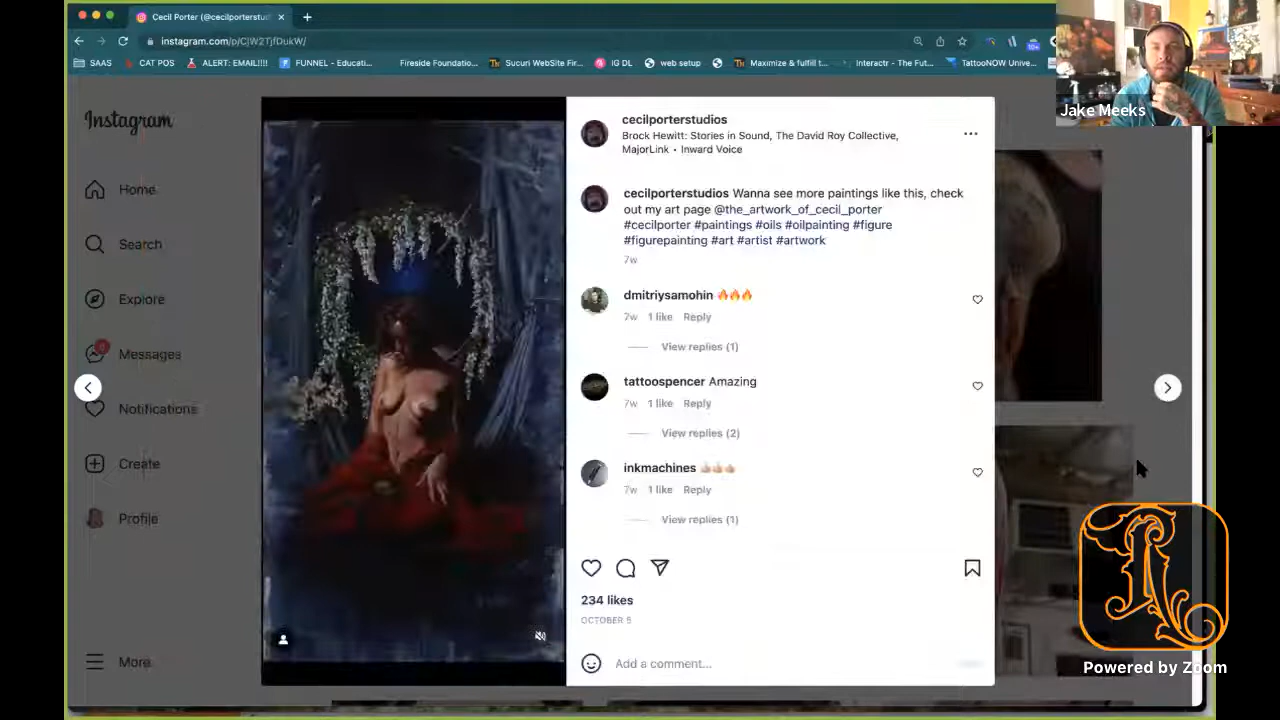 Cecil Porter (@cecilporterstud
instagram.com/p/CjW2TjfDukW/
SAAS
CAT POS
ALERT: EMAIL!!!!
FUNNEL - Educati...
Fireside Foundatio...
Sucuri WebSite Fir...
IG DL
web setup
Maximize & fulfill t...
Interactr - The Fut...
TattooNOW Unive...
10+
Jake Meeks
Instagram
Home
Search
Explore
Messages
Notifications
Create
Profile
More
cecilporterstudios
Brock Hewitt: Stories in Sound, The David Roy Collective,
MajorLink • Inward Voice
cecilporterstudios Wanna see more paintings like this, check
out my art page @the_artwork_of_cecil_porter
#cecilporter #paintings #oils #oilpainting #figure
#figurepainting #art #artist #artwork
7w
dmitriysamohin 🔥🔥🔥
7w 1 like Reply
View replies (1)
tattoospencer Amazing
7w 1 like Reply
View replies (2)
inkmachines 👍🏼👍🏼👍🏼
7w 1 like Reply
View replies (1)
234 likes
OCTOBER 5
Add a comment...
Powered by Zoom